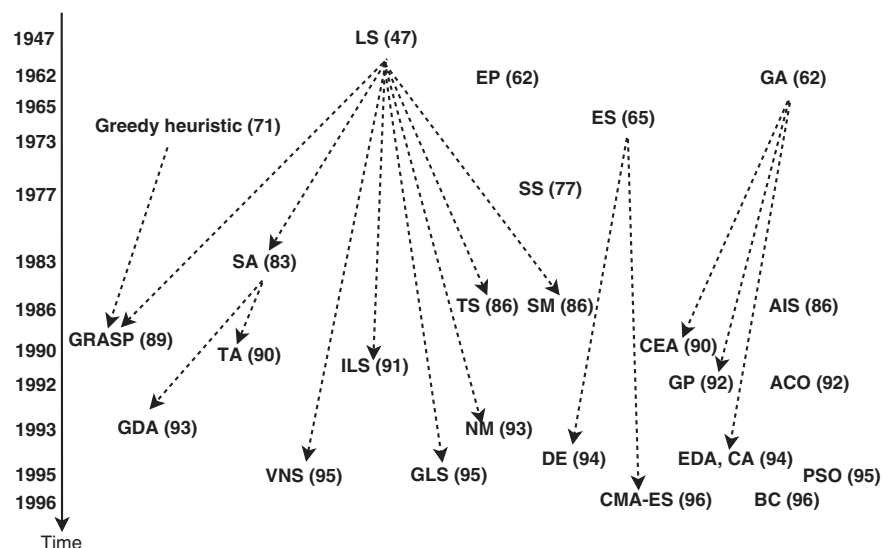 1947
LS (47)
1962
EP (62)
GA (62)
1965
ES (65)
Greedy heuristic (71)
1973
SS (77)
1977
1983
SA (83)
1986
TS (86)
SM (86)
AIS (86)
GRASP (89)
1990
TA (90)
CEA (90)
ILS (91)
1992
GP (92)
ACO (92)
1993
GDA (93)
NM (93)
DE (94)
EDA, CA (94)
1995
VNS (95)
GLS (95)
PSO (95)
1996
CMA-ES (96)
BC (96)
Time